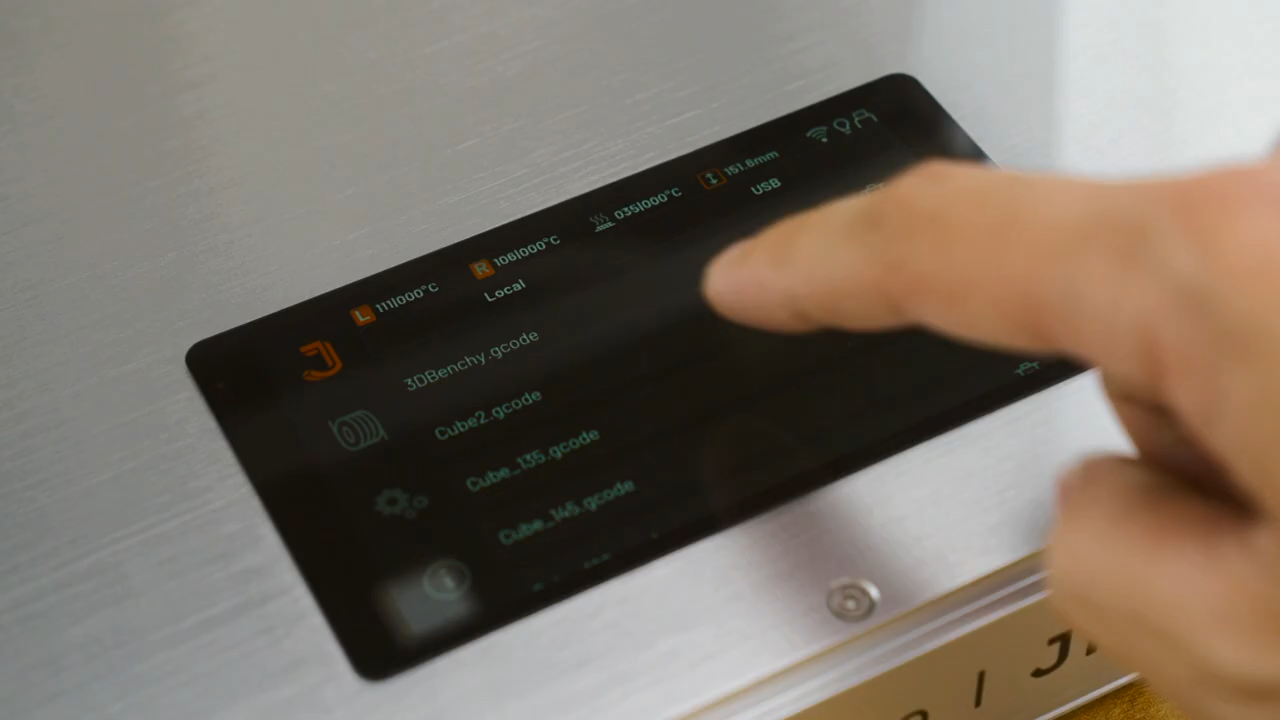 L 111|000°C R 106|000°C 035|000°C 151.8mm
Local USB
3DBenchy.gcode
Cube2.gcode
Cube_135.gcode
Cube_145.gcode